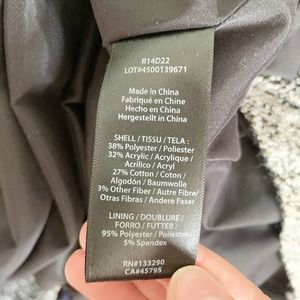 R14D22
LOT#4500139671
Made in China
Fabriqué en Chine
Hecho en China
Hergestellt in China
SHELL / TISSU / TELA :
38% Polyester / Poliester
32% Acrylic / Acrylique /
Acrilico / Acryl
27% Cotton / Coton /
Algodón / Baumwolle
3% Other Fiber / Autre Fibre/
Otras Fibras / Andere Faser
LINING / DOUBLURE /
FORRO / FUTTER :
95% Polyester / Poliester
5% Spandex
RN#133290
CA#45795